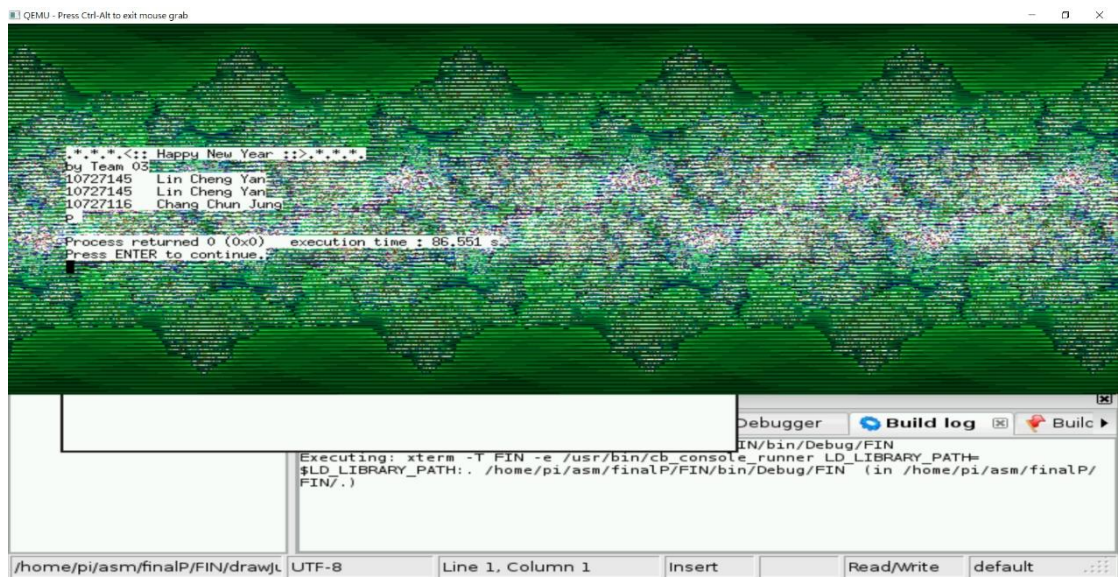 QEMU - Press Ctrl-Alt to exit mouse grab
.*.*.*.<:: Happy New Year ::>.*.*.*.
by Team 03
10727145 Lin Cheng Yan
10727145 Lin Cheng Yan
10727116 Chang Chun Jung
p
Process returned 0 (0x0) execution time : 86.551 s
Press ENTER to continue.
Debugger Build log Builc
IN/bin/Debug/FIN
Executing: xterm -T FIN -e /usr/bin/cb_console_runner LD_LIBRARY_PATH=
$LD_LIBRARY_PATH:. /home/pi/asm/finalP/FIN/bin/Debug/FIN (in /home/pi/asm/finalP/
FIN/.)
/home/pi/asm/finalP/FIN/drawJu UTF-8 Line 1, Column 1 Insert Read/Write default